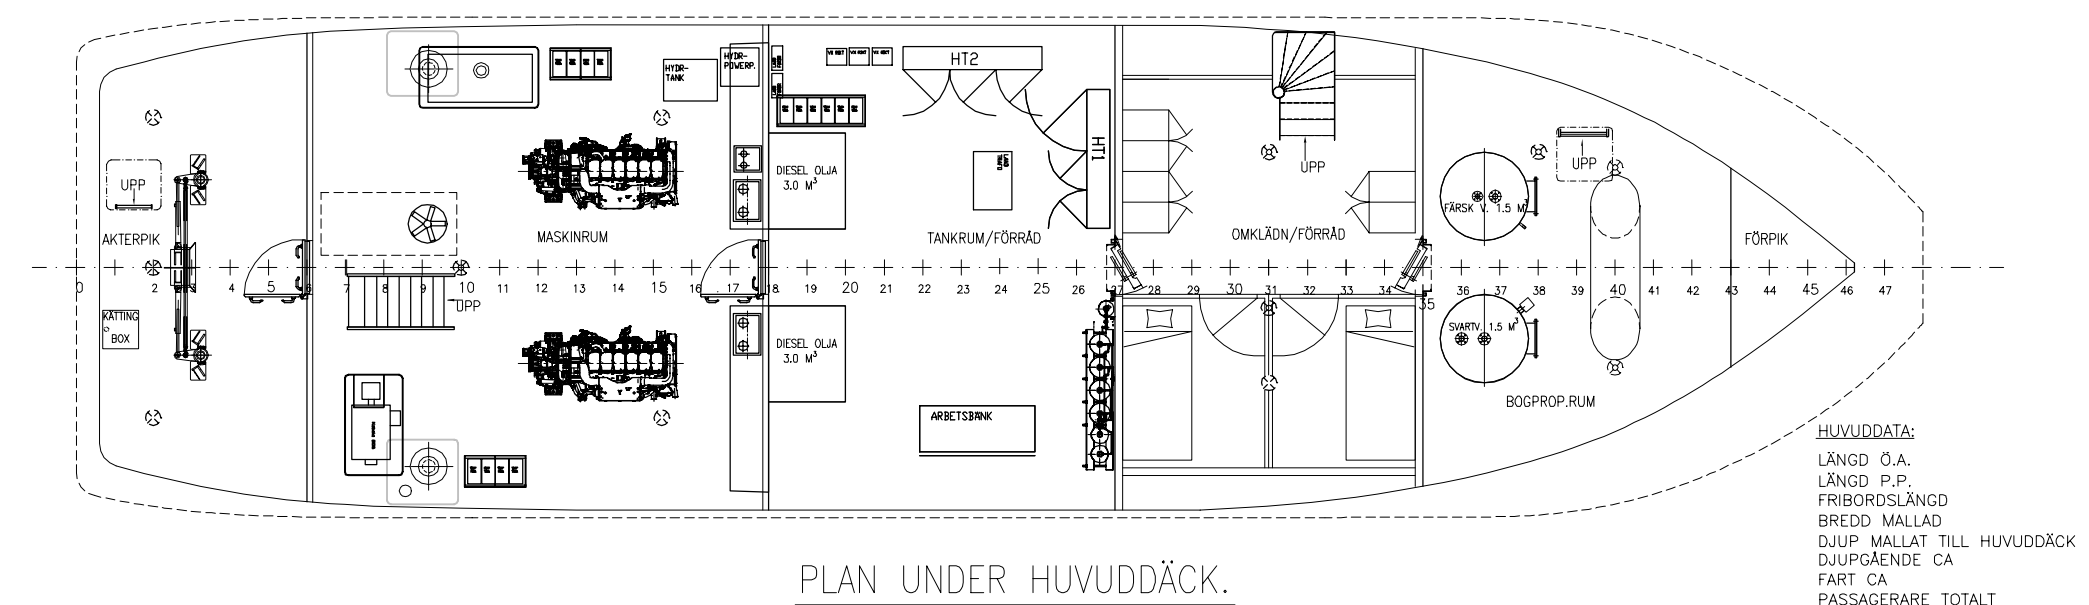 HYDR-
TANK
HYDR-
POWERP.
HT2
HT1
UPP
UPP
UPP
DIESEL OLJA
3.0 M³
FÄRSK V. 1.5 M³
AKTERPIK
MASKINRUM
TANKRUM/FÖRRÅD
OMKLÄDN/FÖRRÅD
FÖRPIK
0 2 4 5 6 7 8 9 10 11 12 13 14 15 16 17 18 19 20 21 22 23 24 25 26 27 28 29 30 31 32 33 34 35 36 37 38 39 40 41 42 43 44 45 46 47
UPP
KÄTTING
BOX
DIESEL OLJA
3.0 M³
SVARTV. 1.5 M³
ARBETSBÄNK
BOGPROP.RUM
HUVUDDATA:
LÄNGD Ö.A.
LÄNGD P.P.
FRIBORDSLÄNGD
BREDD MALLAD
DJUP MALLAT TILL HUVUDDÄCK
DJUPGÅENDE CA
FART CA
PASSAGERARE TOTALT
PLAN UNDER HUVUDDÄCK.